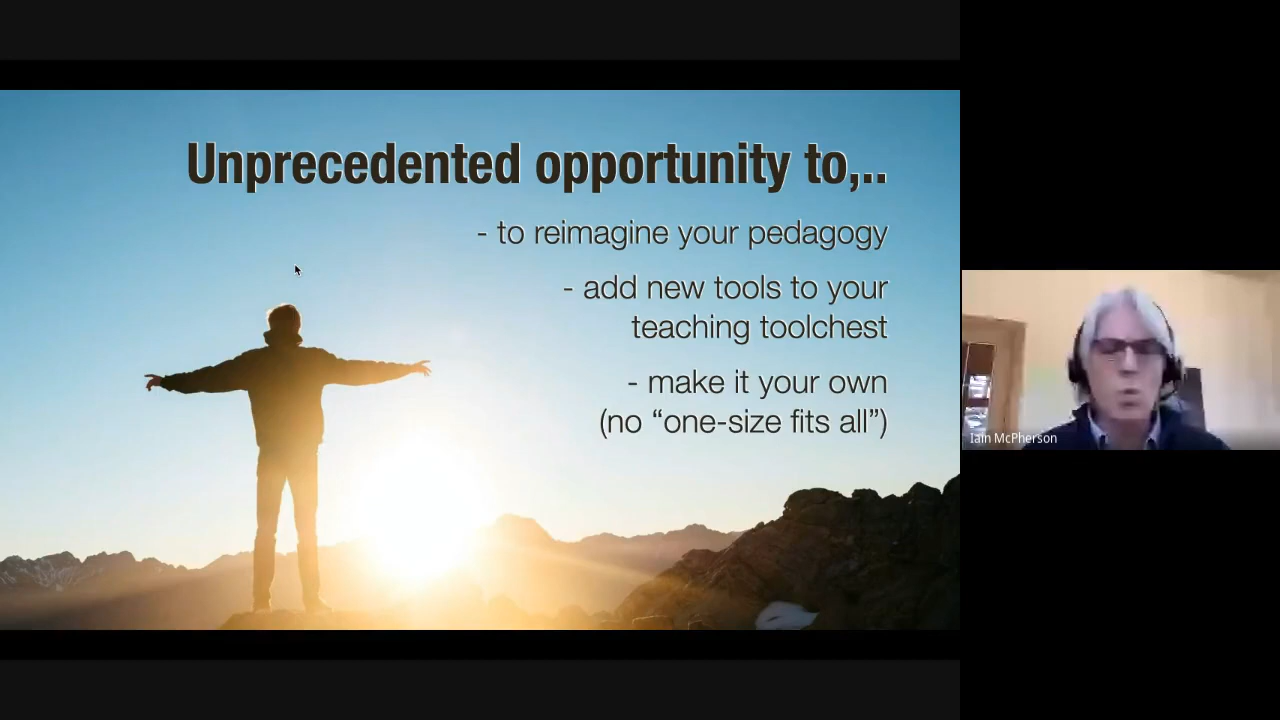 Unprecedented opportunity to,..
- to reimagine your pedagogy
- add new tools to your
teaching toolchest
- make it your own
(no “one-size fits all”)
Iain McPherson